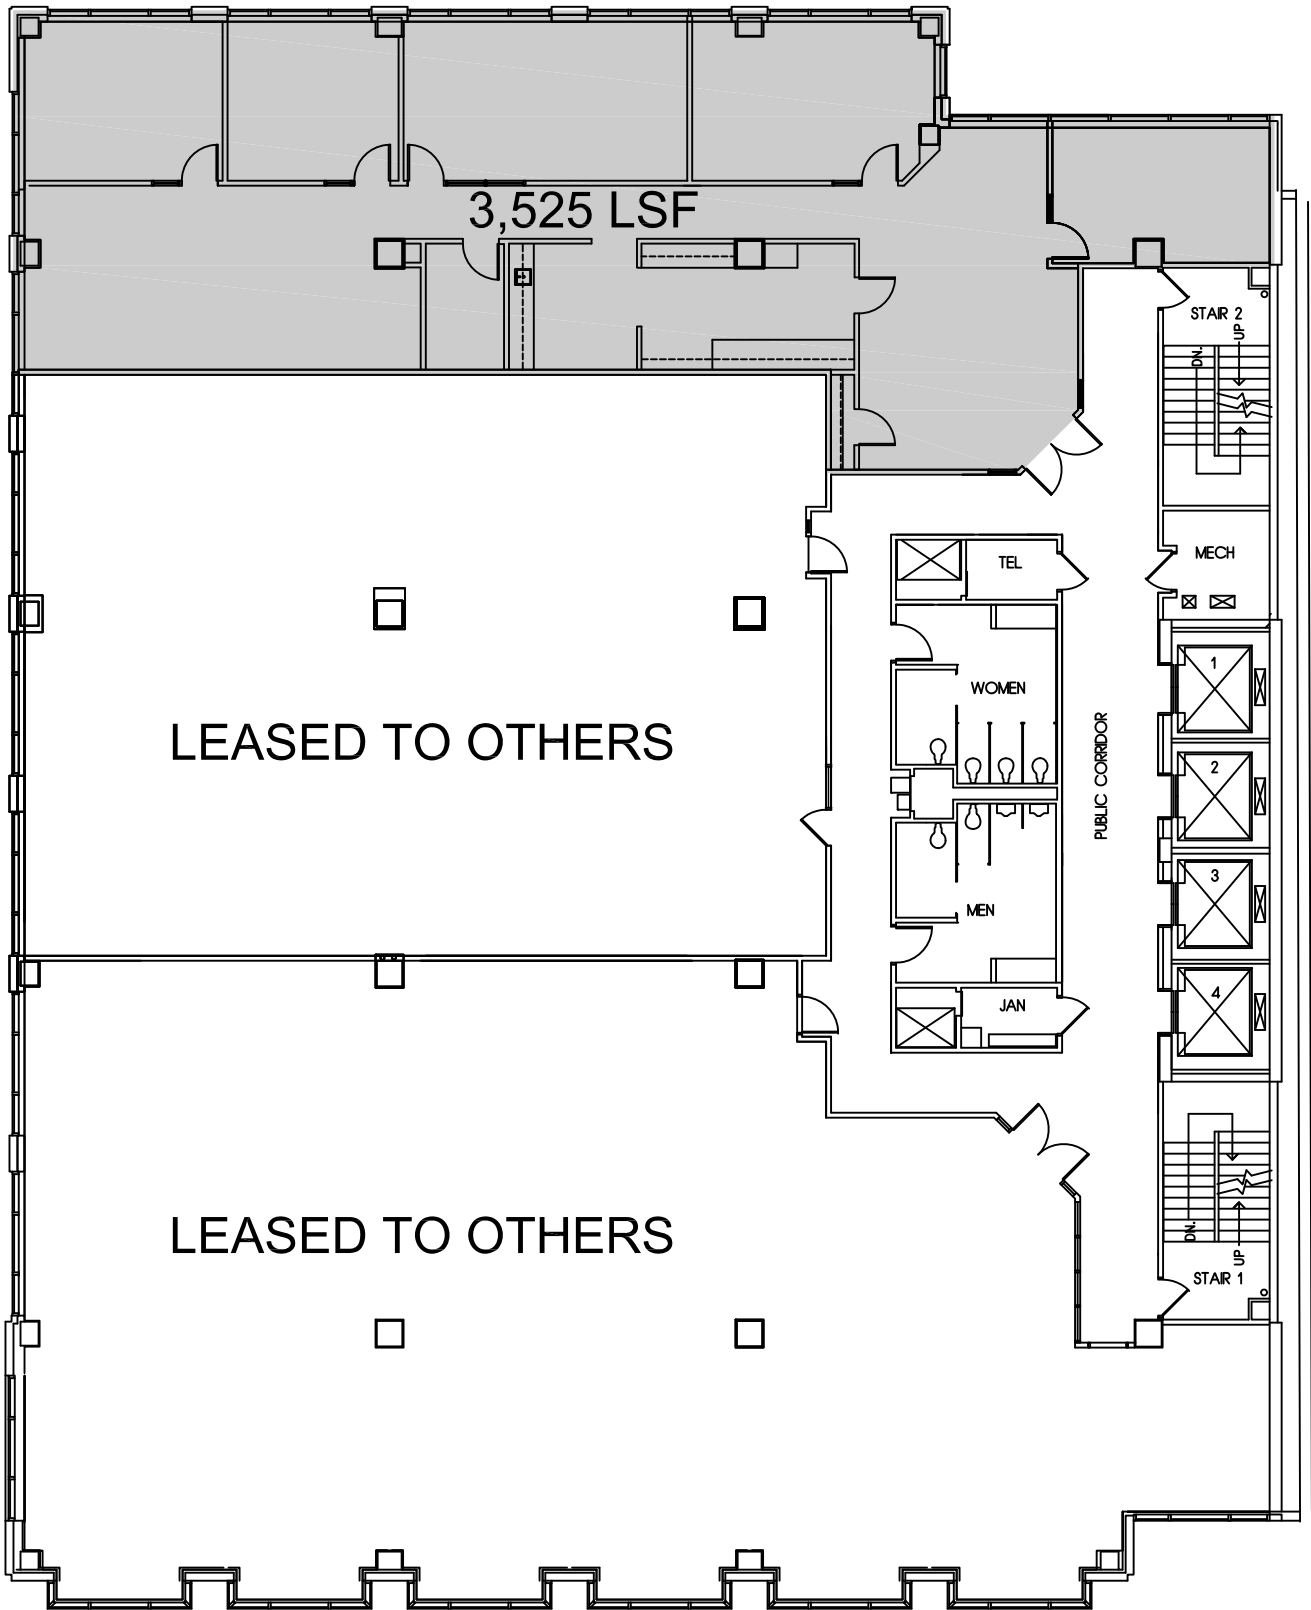 3,525 LSF
STAIR 2
UP
DN.
MECH
TEL
1
WOMEN
LEASED TO OTHERS
PUBLIC CORRIDOR
2
3
MEN
4
JAN
LEASED TO OTHERS
DN.
UP
STAIR 1